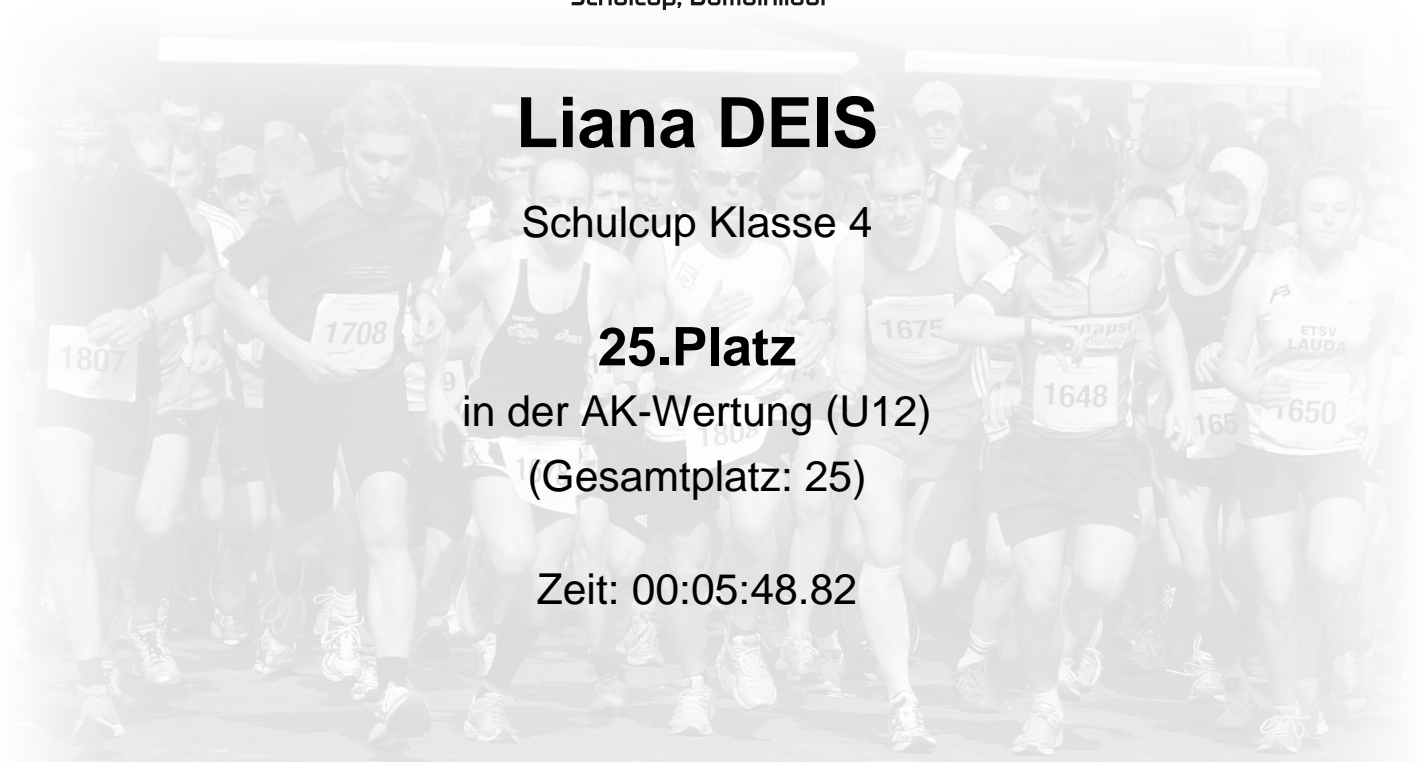 Liana DEIS
Schulcup Klasse 4
25.Platz
in der AK-Wertung (U12)
(Gesamtplatz: 25)
Zeit: 00:05:48.82
1807
1708
1675
1648
165
1650
ETSV
LAUDA